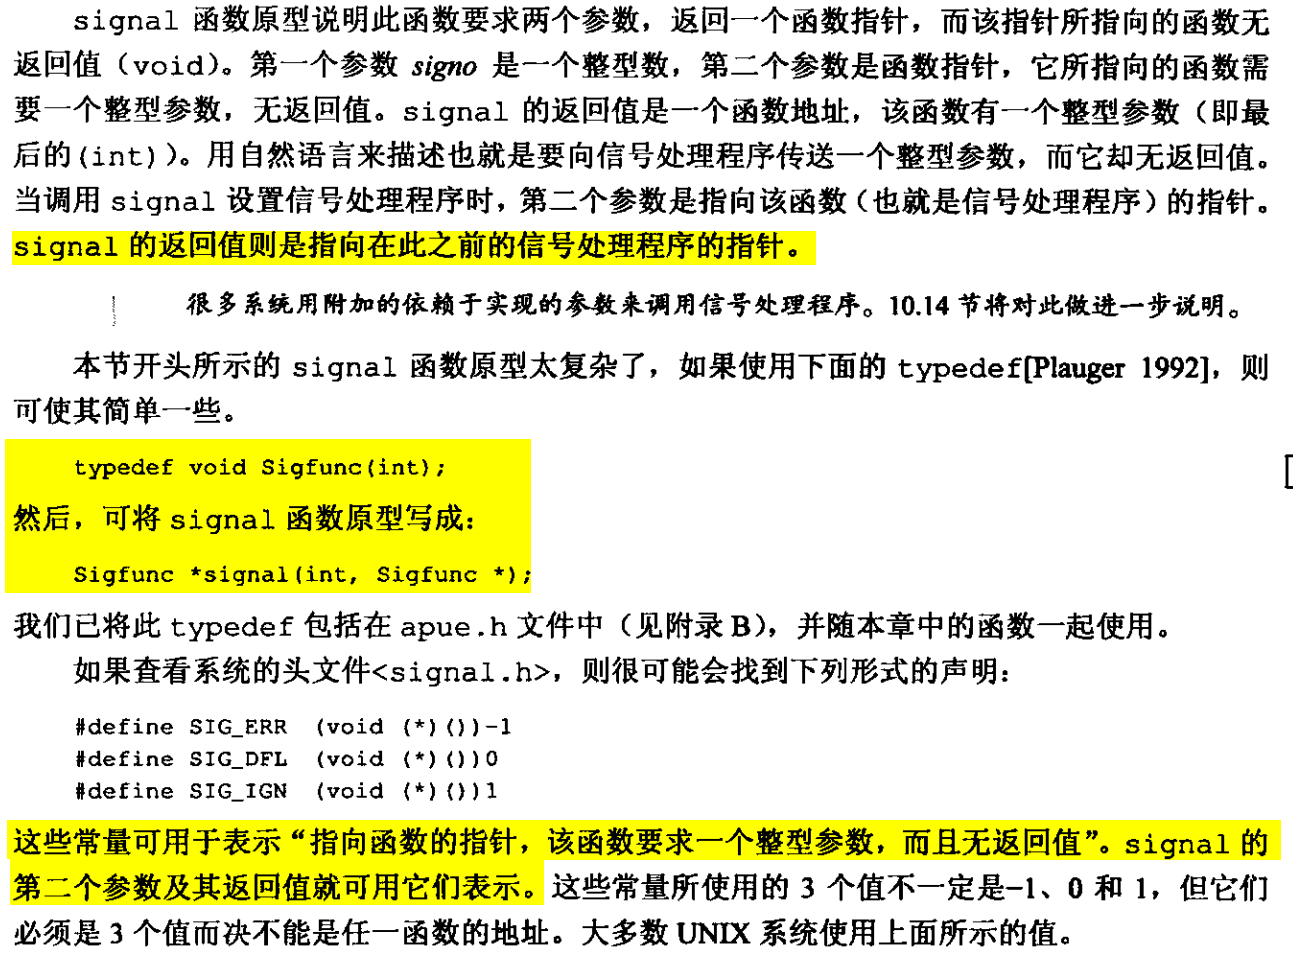 signal 函数原型说明此函数要求两个参数，返回一个函数指针，而该指针所指向的函数无
返回值（void）。第一个参数 signo 是一个整型数，第二个参数是函数指针，它所指向的函数需
要一个整型参数，无返回值。signal 的返回值是一个函数地址，该函数有一个整型参数（即最
后的(int)）。用自然语言来描述也就是要向信号处理程序传送一个整型参数，而它却无返回值。
当调用 signal 设置信号处理程序时，第二个参数是指向该函数（也就是信号处理程序）的指针。
signal 的返回值则是指向在此之前的信号处理程序的指针。
很多系统用附加的依赖于实现的参数来调用信号处理程序。10.14 节将对此做进一步说明。
本节开头所示的 signal 函数原型太复杂了，如果使用下面的 typedef[Plauger 1992]，则
可使其简单一些。
typedef void Sigfunc(int);
然后，可将 signal 函数原型写成：
Sigfunc *signal(int, Sigfunc *);
我们已将此 typedef 包括在 apue.h 文件中（见附录 B），并随本章中的函数一起使用。
如果查看系统的头文件<signal.h>，则很可能会找到下列形式的声明：
#define SIG_ERR (void (*)())-1
#define SIG_DFL (void (*)())0
#define SIG_IGN (void (*)())1
这些常量可用于表示“指向函数的指针，该函数要求一个整型参数，而且无返回值”。signal 的
第二个参数及其返回值就可用它们表示。这些常量所使用的 3 个值不一定是–1、0 和 1，但它们
必须是 3 个值而决不能是任一函数的地址。大多数 UNIX 系统使用上面所示的值。